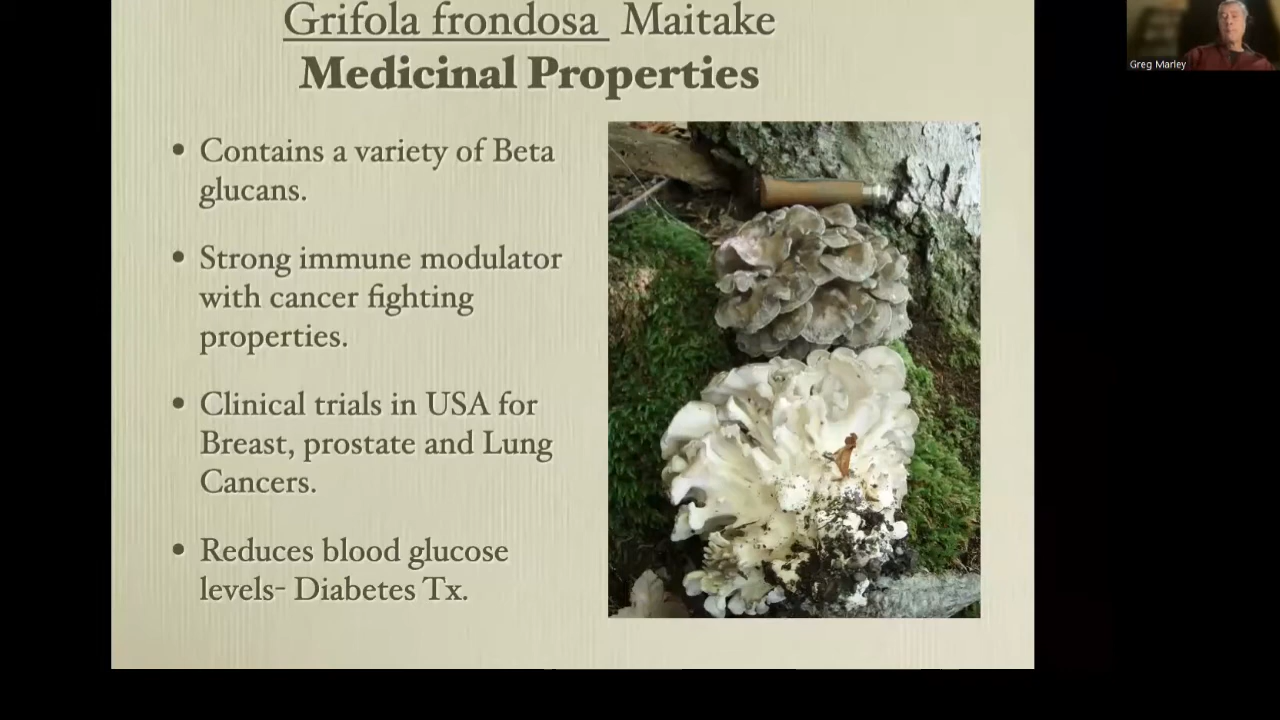 Grifola frondosa Maitake
Medicinal Properties
• Contains a variety of Beta
glucans.
• Strong immune modulator
with cancer fighting
properties.
• Clinical trials in USA for
Breast, prostate and Lung
Cancers.
• Reduces blood glucose
levels- Diabetes Tx.
Greg Marley